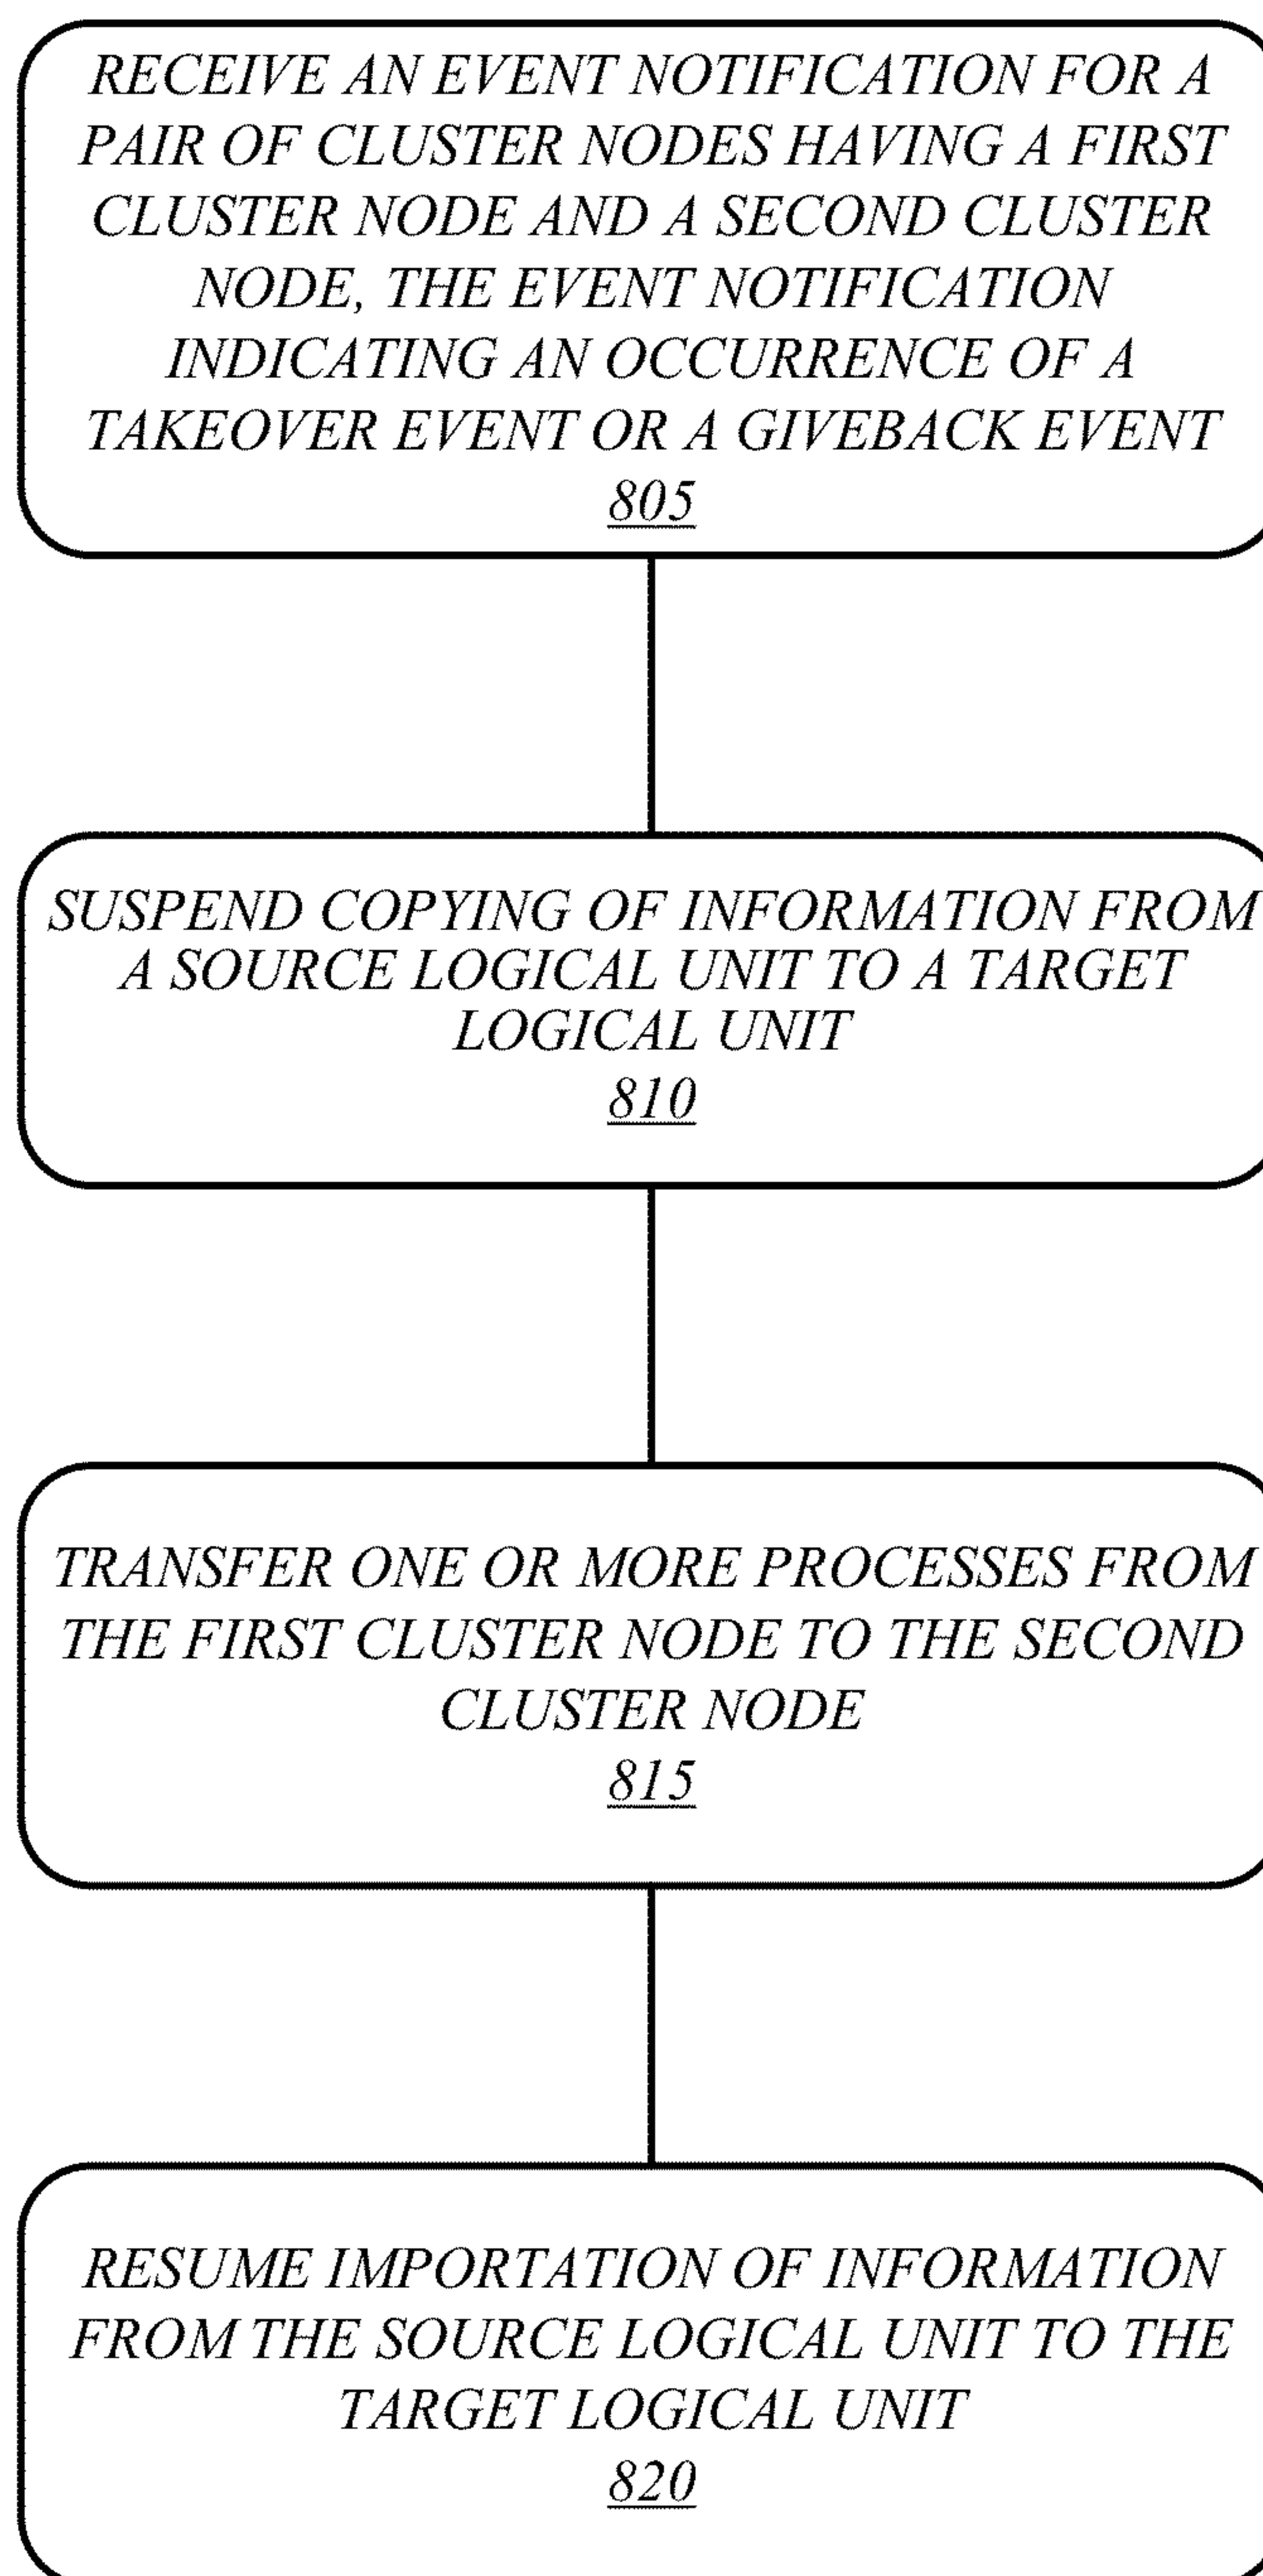 RECEIVE AN EVENT NOTIFICATION FOR A
PAIR OF CLUSTER NODES HAVING A FIRST
CLUSTER NODE AND A SECOND CLUSTER
NODE, THE EVENT NOTIFICATION
INDICATING AN OCCURRENCE OF A
TAKEOVER EVENT OR A GIVEBACK EVENT
805
SUSPEND COPYING OF INFORMATION FROM
A SOURCE LOGICAL UNIT TO A TARGET
LOGICAL UNIT
810
TRANSFER ONE OR MORE PROCESSES FROM
THE FIRST CLUSTER NODE TO THE SECOND
CLUSTER NODE
815
RESUME IMPORTATION OF INFORMATION
FROM THE SOURCE LOGICAL UNIT TO THE
TARGET LOGICAL UNIT
820